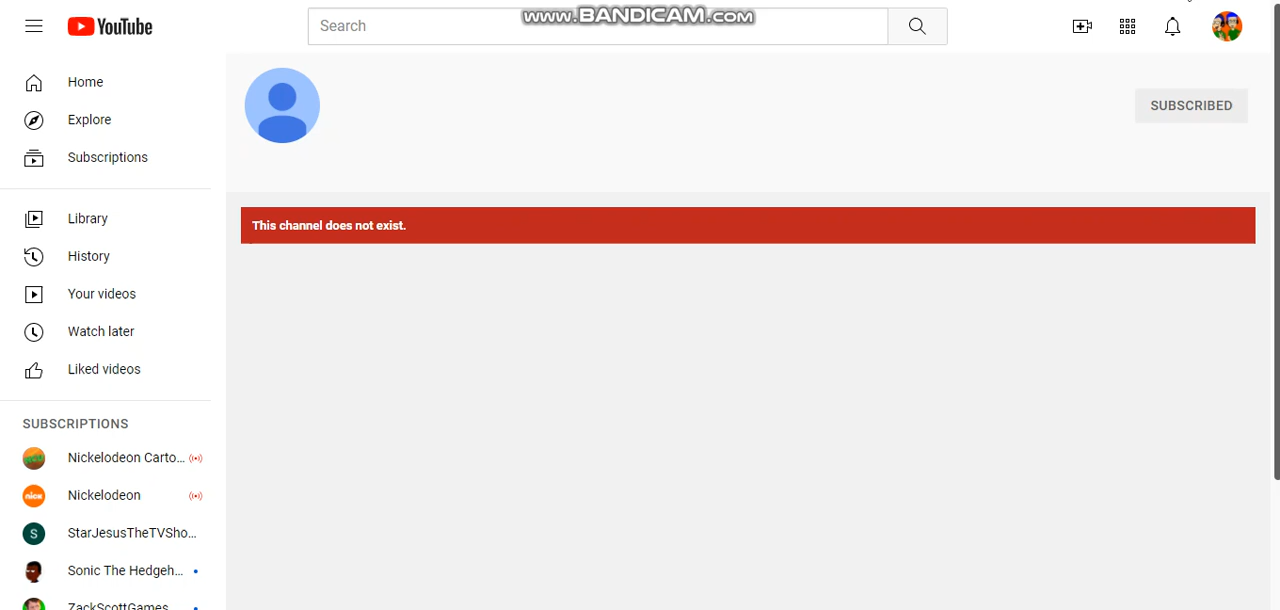 www.BANDICAM.com
YouTube
Search
Home
Explore
Subscriptions
SUBSCRIBED
Library
This channel does not exist.
History
Your videos
Watch later
Liked videos
SUBSCRIPTIONS
Nickelodeon Carto...
nick
Nickelodeon
S
StarJesusTheTVSho...
Sonic The Hedgeh...
ZackScottGames